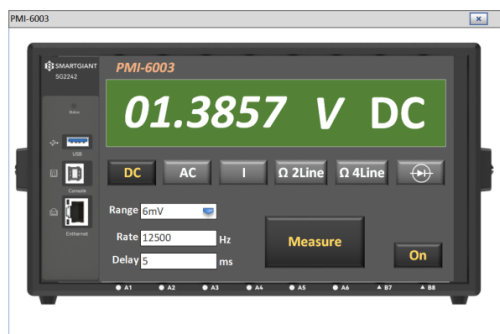 PMI-6003
SMARTGIANT
SG2242
PMI-6003
01.3857 V DC
USB
DC AC I Ω 2Line Ω 4Line
Console
Range 6mV
Rate 12500 Hz
Measure
Delay 5 ms
On
A1 A2 A3 A4 A5 A6 B7 B8